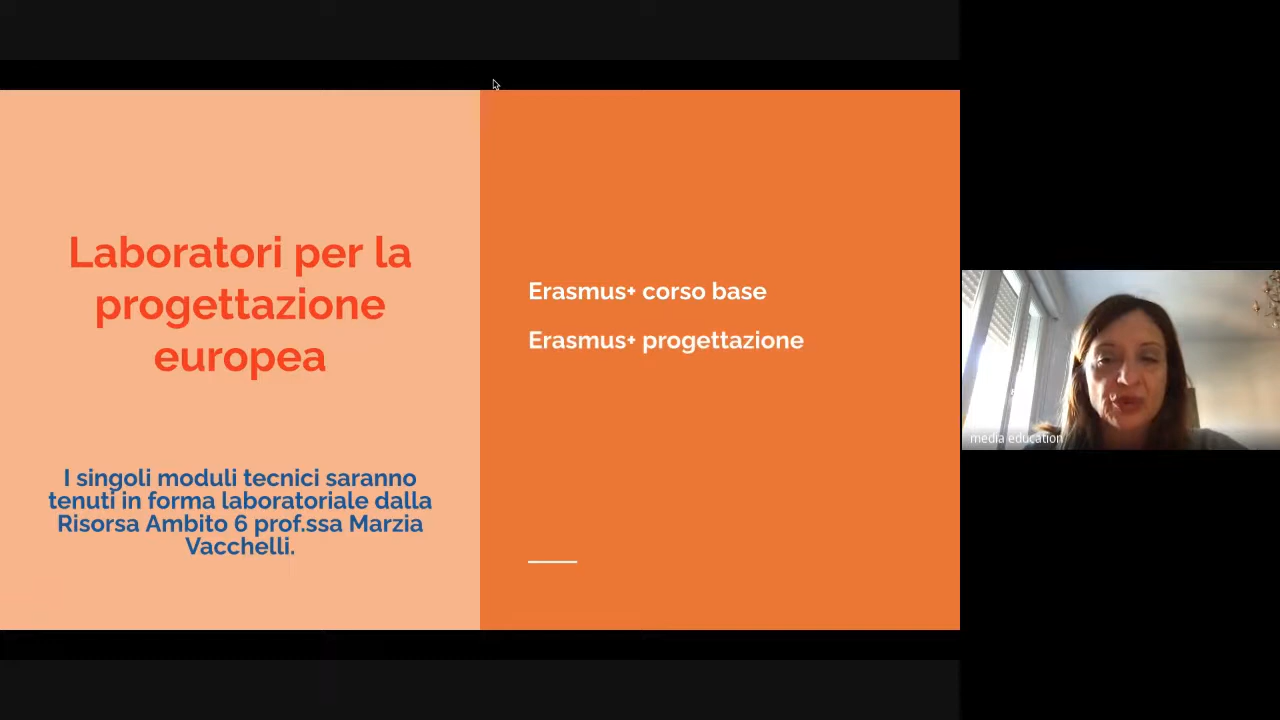 Laboratori per la
progettazione
europea
I singoli moduli tecnici saranno
tenuti in forma laboratoriale dalla
Risorsa Ambito 6 prof.ssa Marzia
Vacchelli.
Erasmus+ corso base
Erasmus+ progettazione
media education